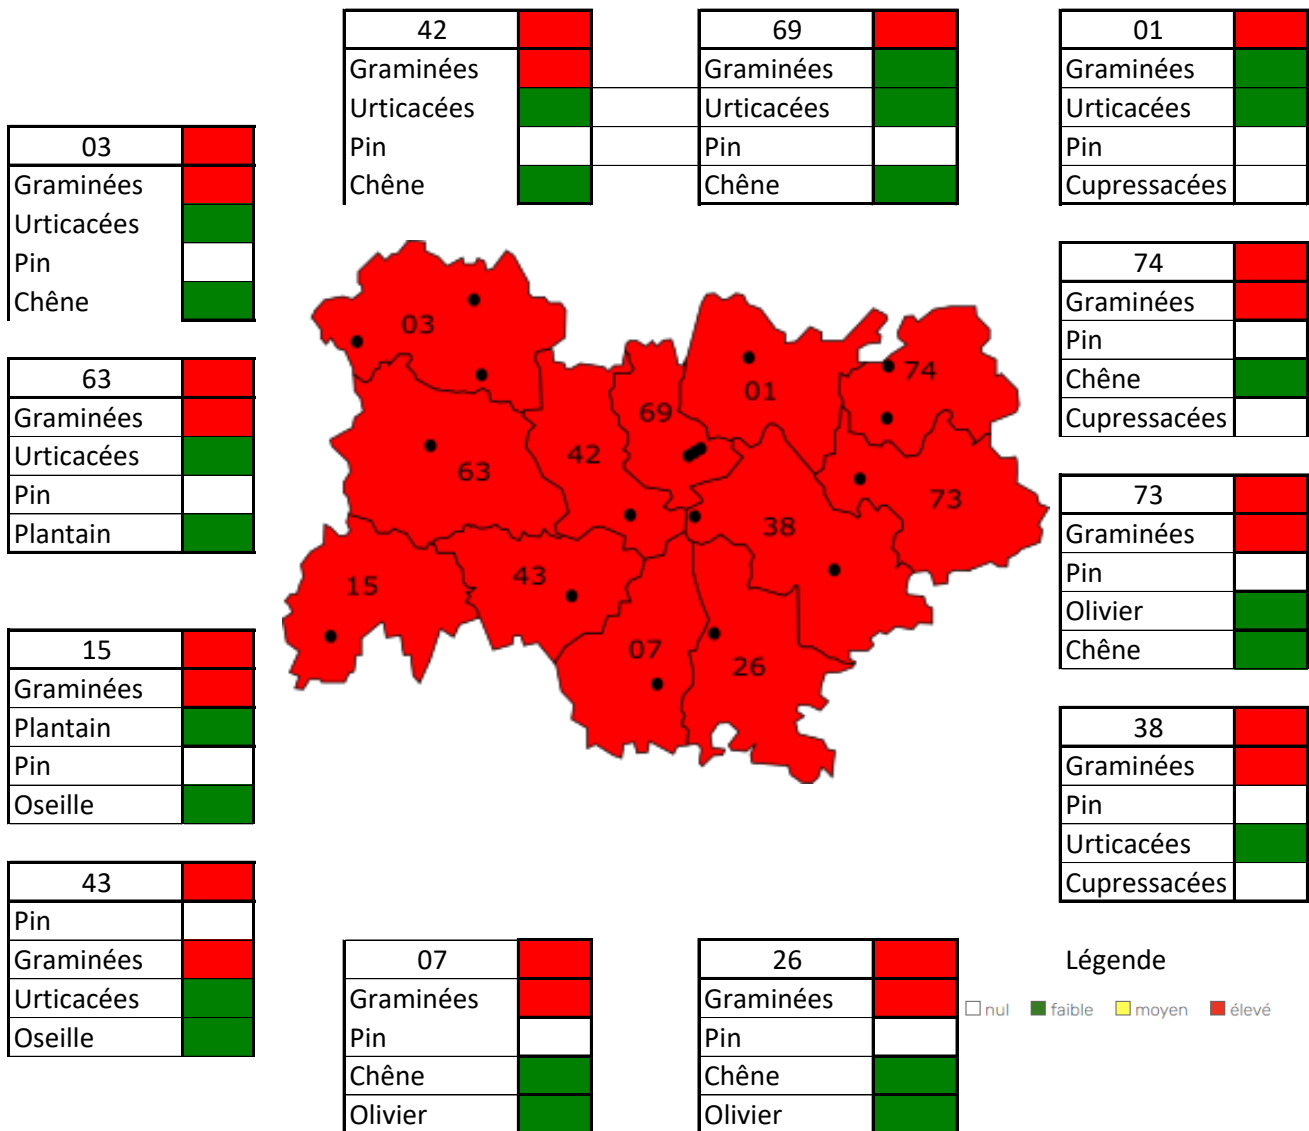 42
Graminées
Urticacées
Pin
Chêne
69
Graminées
Urticacées
Pin
Chêne
01
Graminées
Urticacées
Pin
Cupressacées
03
Graminées
Urticacées
Pin
Chêne
74
Graminées
Pin
Chêne
Cupressacées
63
Graminées
Urticacées
Pin
Plantain
73
Graminées
Pin
Olivier
Chêne
15
Graminées
Plantain
Pin
Oseille
38
Graminées
Pin
Urticacées
Cupressacées
43
Pin
Graminées
Urticacées
Oseille
07
Graminées
Pin
Chêne
Olivier
26
Graminées
Pin
Chêne
Olivier
03
01
74
69
42
63
73
38
43
15
07
26
Légende
nul faible moyen élevé